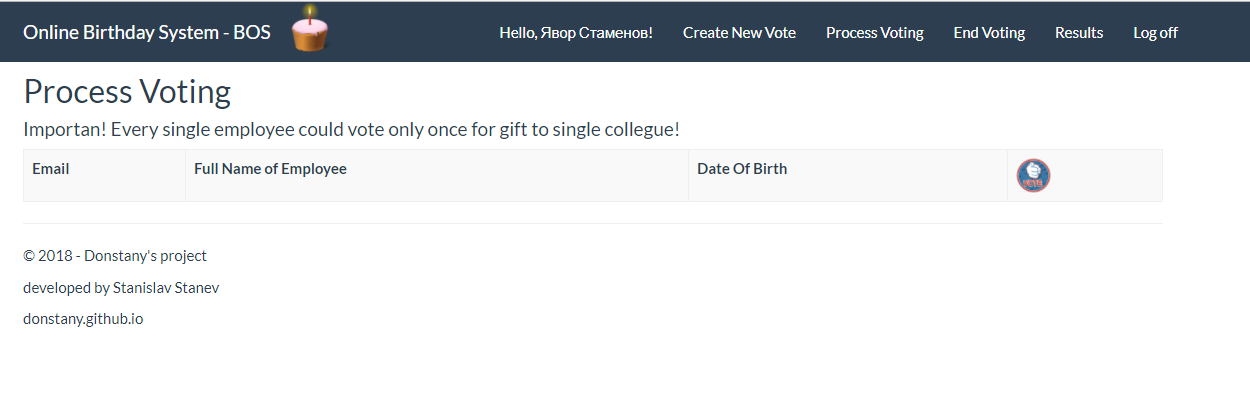 Online Birthday System - BOS
Hello, Явор Стаменов! Create New Vote Process Voting End Voting Results Log off
Process Voting
Importan! Every single employee could vote only once for gift to single collegue!
Email Full Name of Employee Date Of Birth VOTE
© 2018 - Donstany's project
developed by Stanislav Stanev
donstany.github.io